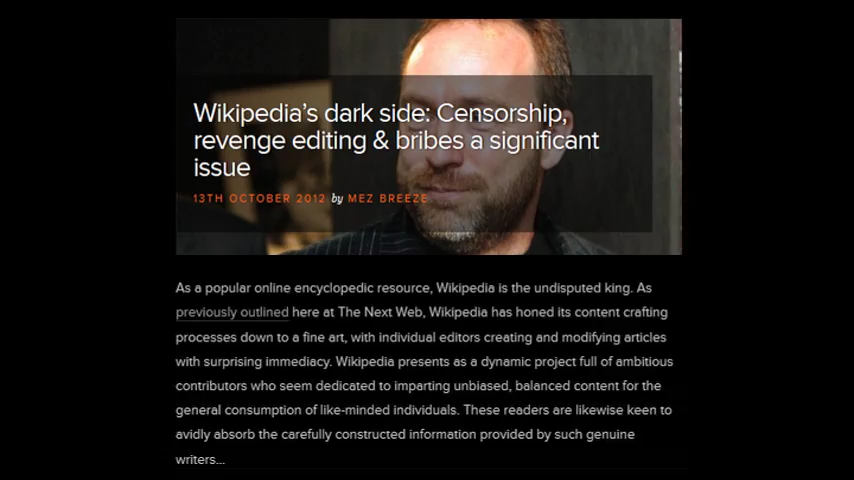 Wikipedia's dark side: Censorship,
revenge editing & bribes a significant
issue
13TH OCTOBER 2012 by MEZ BREEZE
As a popular online encyclopedic resource, Wikipedia is the undisputed king. As
previously outlined here at The Next Web, Wikipedia has honed its content crafting
processes down to a fine art, with individual editors creating and modifying articles
with surprising immediacy. Wikipedia presents as a dynamic project full of ambitious
contributors who seem dedicated to imparting unbiased, balanced content for the
general consumption of like-minded individuals. These readers are likewise keen to
avidly absorb the carefully constructed information provided by such genuine
writers...